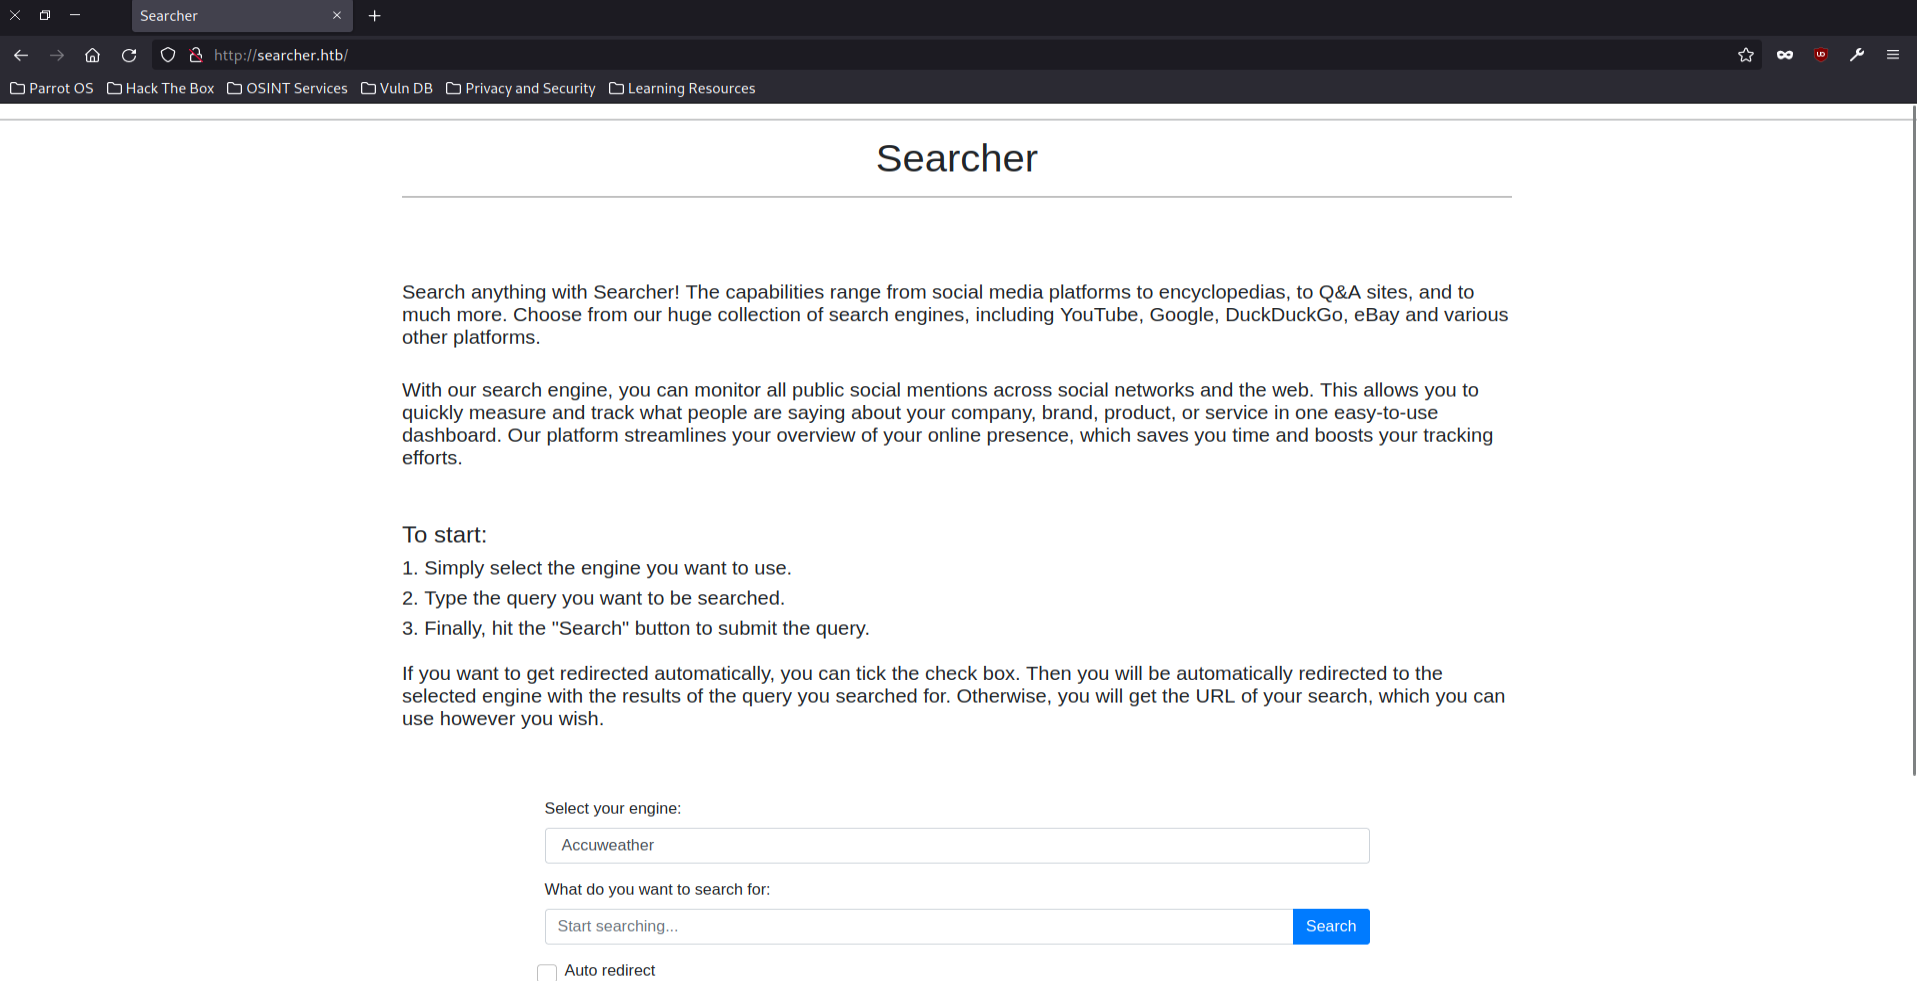 Searcher
http://searcher.htb/
Parrot OS Hack The Box OSINT Services Vuln DB Privacy and Security Learning Resources
Searcher
Search anything with Searcher! The capabilities range from social media platforms to encyclopedias, to Q&A sites, and to
much more. Choose from our huge collection of search engines, including YouTube, Google, DuckDuckGo, eBay and various
other platforms.
With our search engine, you can monitor all public social mentions across social networks and the web. This allows you to
quickly measure and track what people are saying about your company, brand, product, or service in one easy-to-use
dashboard. Our platform streamlines your overview of your online presence, which saves you time and boosts your tracking
efforts.
To start:
1. Simply select the engine you want to use.
2. Type the query you want to be searched.
3. Finally, hit the "Search" button to submit the query.
If you want to get redirected automatically, you can tick the check box. Then you will be automatically redirected to the
selected engine with the results of the query you searched for. Otherwise, you will get the URL of your search, which you can
use however you wish.
Select your engine:
Accuweather
What do you want to search for:
Start searching... Search
Auto redirect